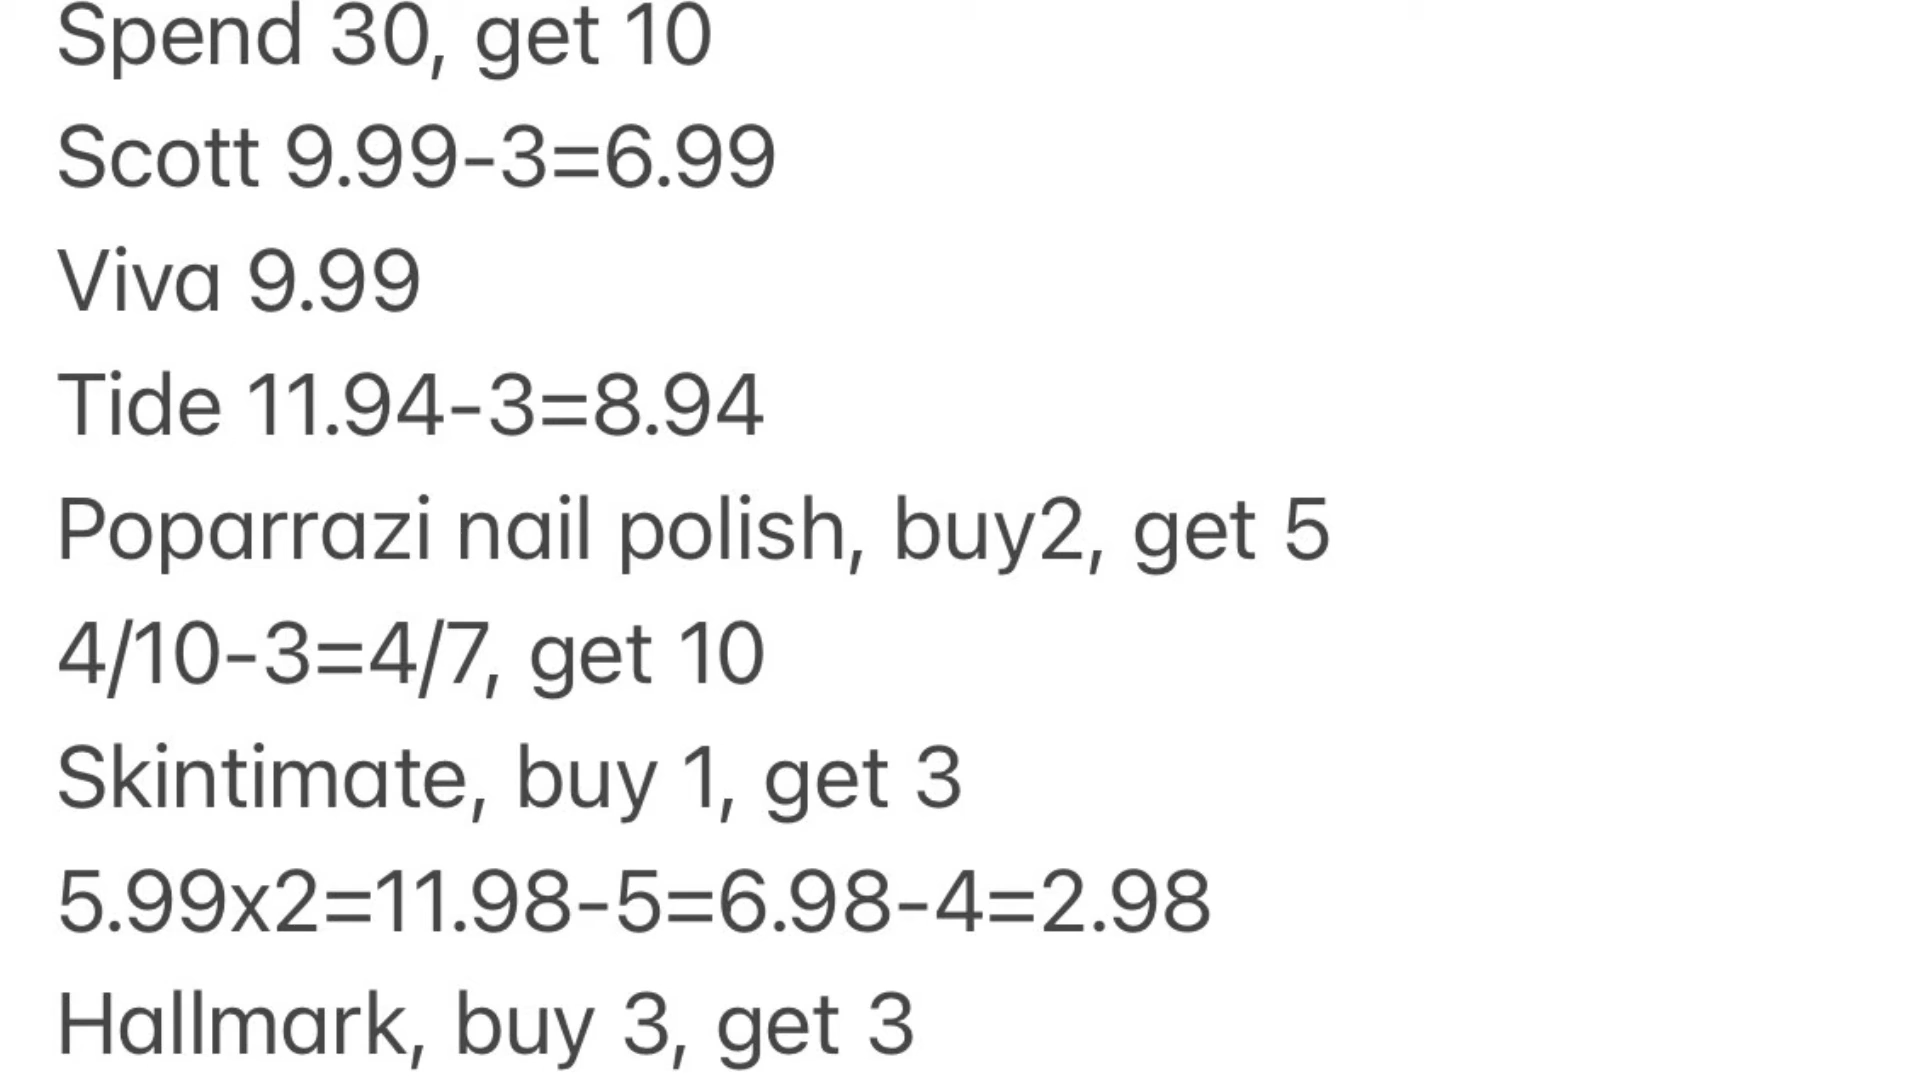 Spend 30, get 10
Scott 9.99-3=6.99
Viva 9.99
Tide 11.94-3=8.94
Poparrazi nail polish, buy2, get 5
4/10-3=4/7, get 10
Skintimate, buy 1, get 3
5.99x2=11.98-5=6.98-4=2.98
Hallmark, buy 3, get 3